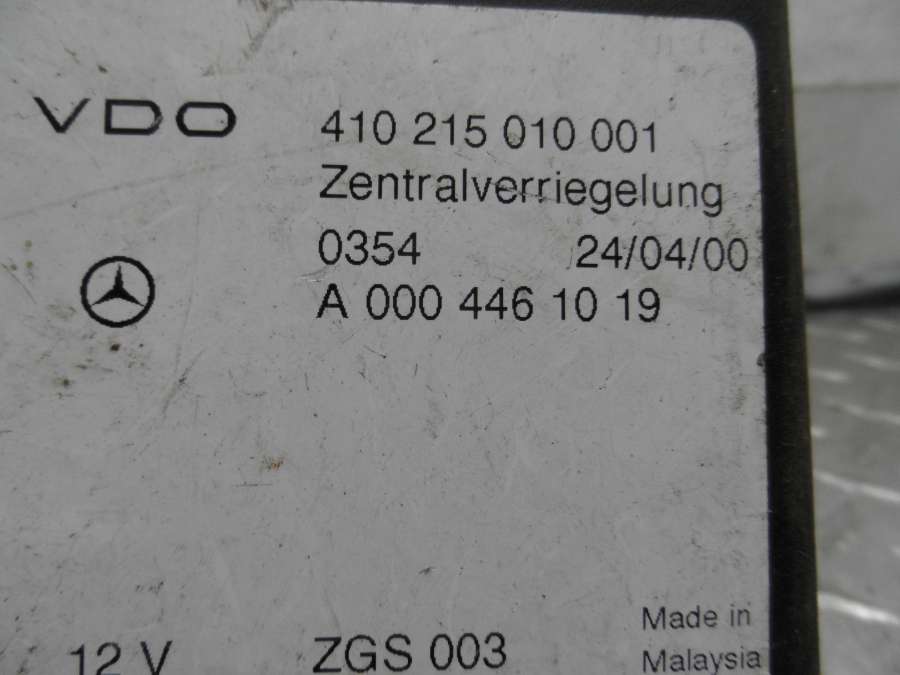 VDO 410 215 010 001
Zentralverriegelung
0354 24/04/00
A 000 446 10 19
Made in
12 V ZGS 003 Malaysia